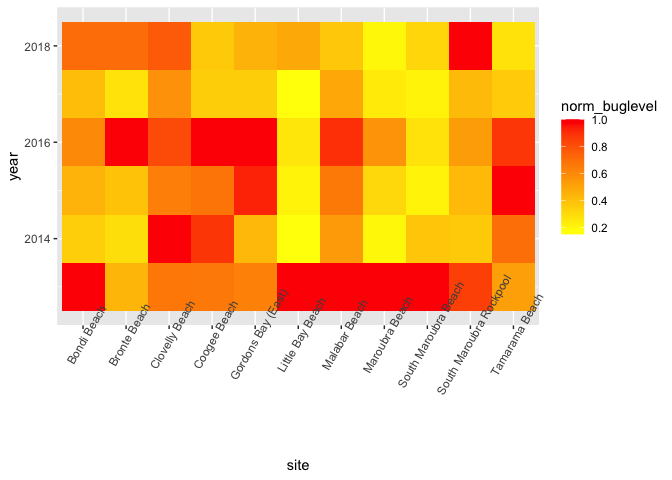 2018
2016
2014
year
Bondi Beach
Bronte Beach
Clovelly Beach
Coogee Beach
Gordons Bay (East)
Little Bay Beach
Malabar Beach
Maroubra Beach
South Maroubra Beach
South Maroubra Rockpool
Tamarama Beach
site
norm_buglevel
1.0
0.8
0.6
0.4
0.2